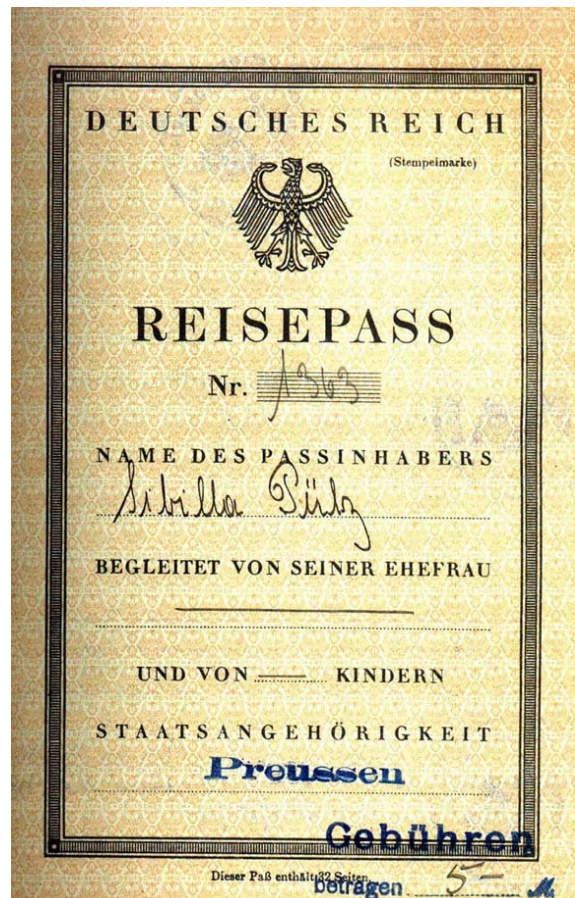 DEUTSCHES REICH
(Stempelmarke)
REISEPASS
Nr. 1363
NAME DES PASSINHABERS
Sibilla Pütz
BEGLEITET VON SEINER EHEFRAU
UND VON KINDERN
STAATSANGEHÖRIGKEIT
Preussen
Gebühren
Dieser Paß enthält 32 Seiten
betragen 5- M.